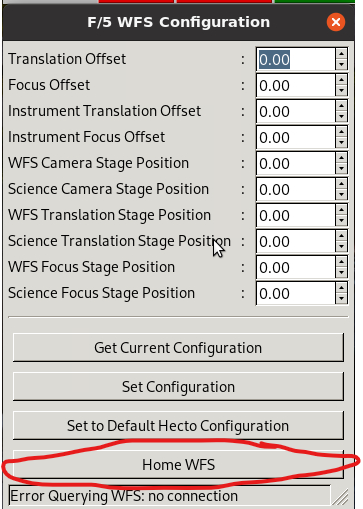 F/5 WFS Configuration
Translation Offset : 0.00
Focus Offset : 0.00
Instrument Translation Offset : 0.00
Instrument Focus Offset : 0.00
WFS Camera Stage Position : 0.00
Science Camera Stage Position : 0.00
WFS Translation Stage Position : 0.00
Science Translation Stage Position : 0.00
WFS Focus Stage Position : 0.00
Science Focus Stage Position : 0.00
Get Current Configuration
Set Configuration
Set to Default Hecto Configuration
Home WFS
Error Querying WFS: no connection